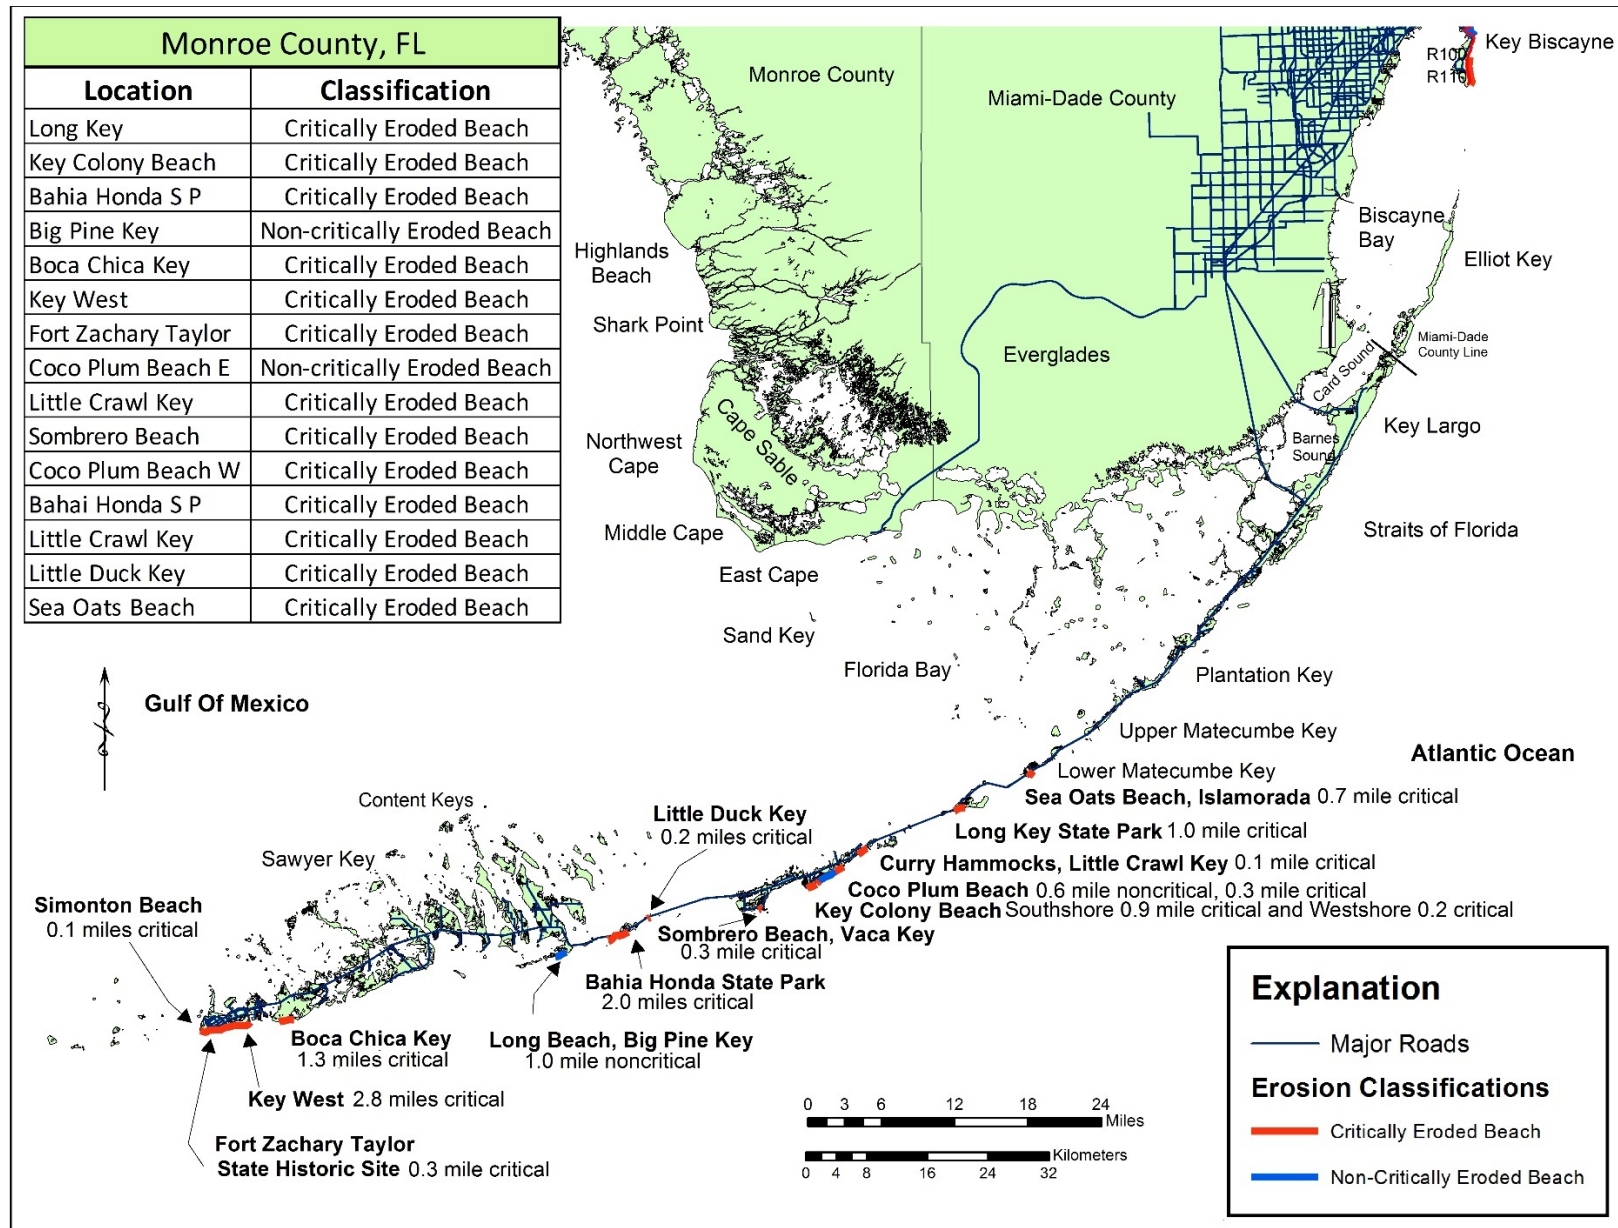 Monroe County, FL
Location Classification
Long Key Critically Eroded Beach
Key Colony Beach Critically Eroded Beach
Bahia Honda S P Critically Eroded Beach
Big Pine Key Non-critically Eroded Beach
Boca Chica Key Critically Eroded Beach
Key West Critically Eroded Beach
Fort Zachary Taylor Critically Eroded Beach
Coco Plum Beach E Non-critically Eroded Beach
Little Crawl Key Critically Eroded Beach
Sombrero Beach Critically Eroded Beach
Coco Plum Beach W Critically Eroded Beach
Bahai Honda S P Critically Eroded Beach
Little Crawl Key Critically Eroded Beach
Little Duck Key Critically Eroded Beach
Sea Oats Beach Critically Eroded Beach
Key Biscayne
R100
R110
Monroe County
Miami-Dade County
Biscayne
Bay
Highlands
Beach
Elliot Key
Shark Point
Everglades
Miami-Dade
County Line
Card Sound
Cape Sable
Northwest
Cape
Key Largo
Barnes
Sound
Middle Cape
Straits of Florida
East Cape
Sand Key
Florida Bay
Plantation Key
Gulf Of Mexico
Upper Matecumbe Key
Atlantic Ocean
Lower Matecumbe Key
Sea Oats Beach, Islamorada 0.7 mile critical
Content Keys
Little Duck Key
0.2 miles critical
Long Key State Park 1.0 mile critical
Sawyer Key
Curry Hammocks, Little Crawl Key 0.1 mile critical
Coco Plum Beach 0.6 mile noncritical, 0.3 mile critical
Key Colony Beach Southshore 0.9 mile critical and Westshore 0.2 critical
Simonton Beach
0.1 miles critical
Sombrero Beach, Vaca Key
0.3 mile critical
Bahia Honda State Park
2.0 miles critical
Boca Chica Key
1.3 miles critical
Long Beach, Big Pine Key
1.0 mile noncritical
Key West 2.8 miles critical
Fort Zachary Taylor
State Historic Site 0.3 mile critical
0 3 6 12 18 24
Miles
Kilometers
0 4 8 16 24 32
Explanation
Major Roads
Erosion Classifications
Critically Eroded Beach
Non-Critically Eroded Beach